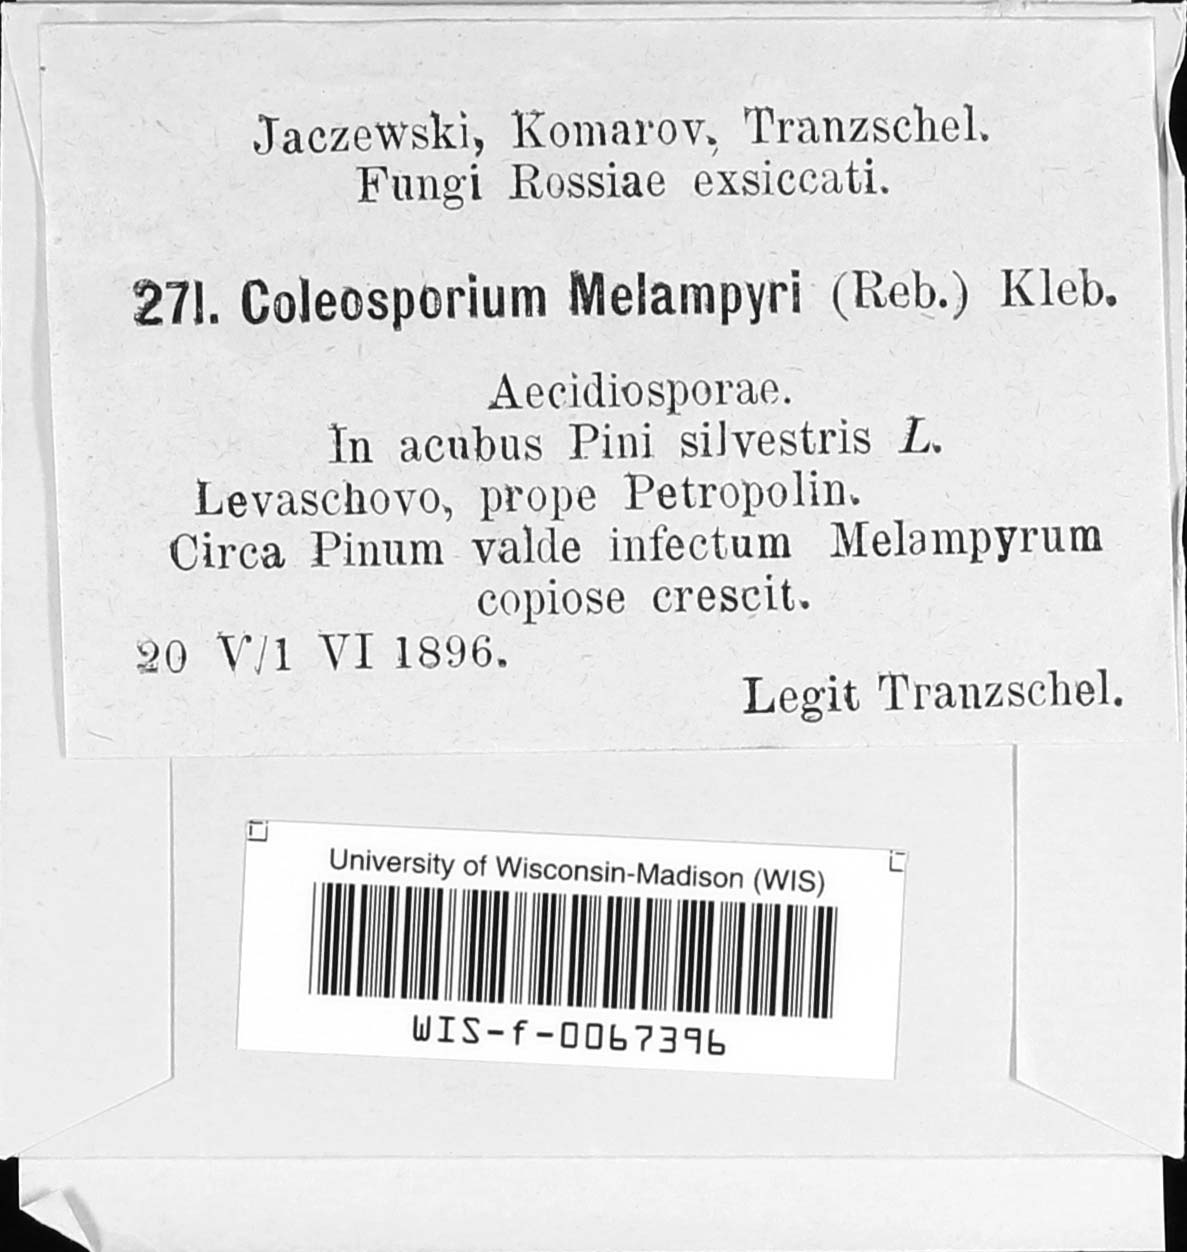 Jaczewski, Komarov, Tranzschel.
Fungi Rossiae exsiccati.
271. Coleosporium Melampyri (Reb.) Kleb.
Aecidiosporae.
In acubus Pini silvestris L.
Levaschovo, prope Petropolin.
Circa Pinum valde infectum Melampyrum
copiose crescit.
20 V/1 VI 1896.
Legit Tranzschel.
University of Wisconsin-Madison (WIS)
WIS-f-0067396